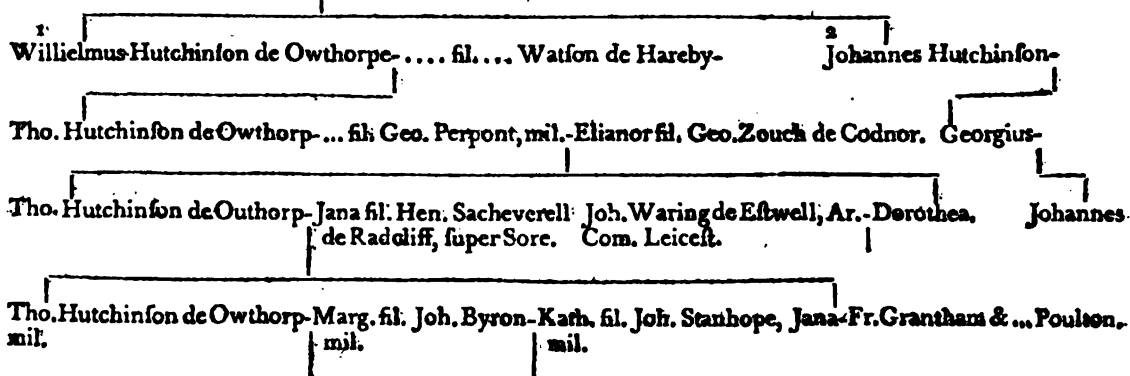 1 2
Willielmus Hutchinſon de Owthorpe-.... fil.... Watſon de Hareby- Johannes Hutchinſon-
Tho. Hutchinſon de Owthorp-... fil. Geo. Perpont, mil.-Elianor fil. Geo. Zouch de Codnor. Georgius-
Tho. Hutchinſon de Outhorp-Jana fil. Hen. Sacheverell Joh. Waring de Eſtwell, Ar.-Dorothea. Johannes
de Radcliff, ſuper Sore. Com. Leiceſt.
Tho. Hutchinſon de Owthorp-Marg. fil. Joh. Byron-Kath. fil. Joh. Stanhope, Jana-Fr. Grantham & ... Poulton.
mil. mil. mil.